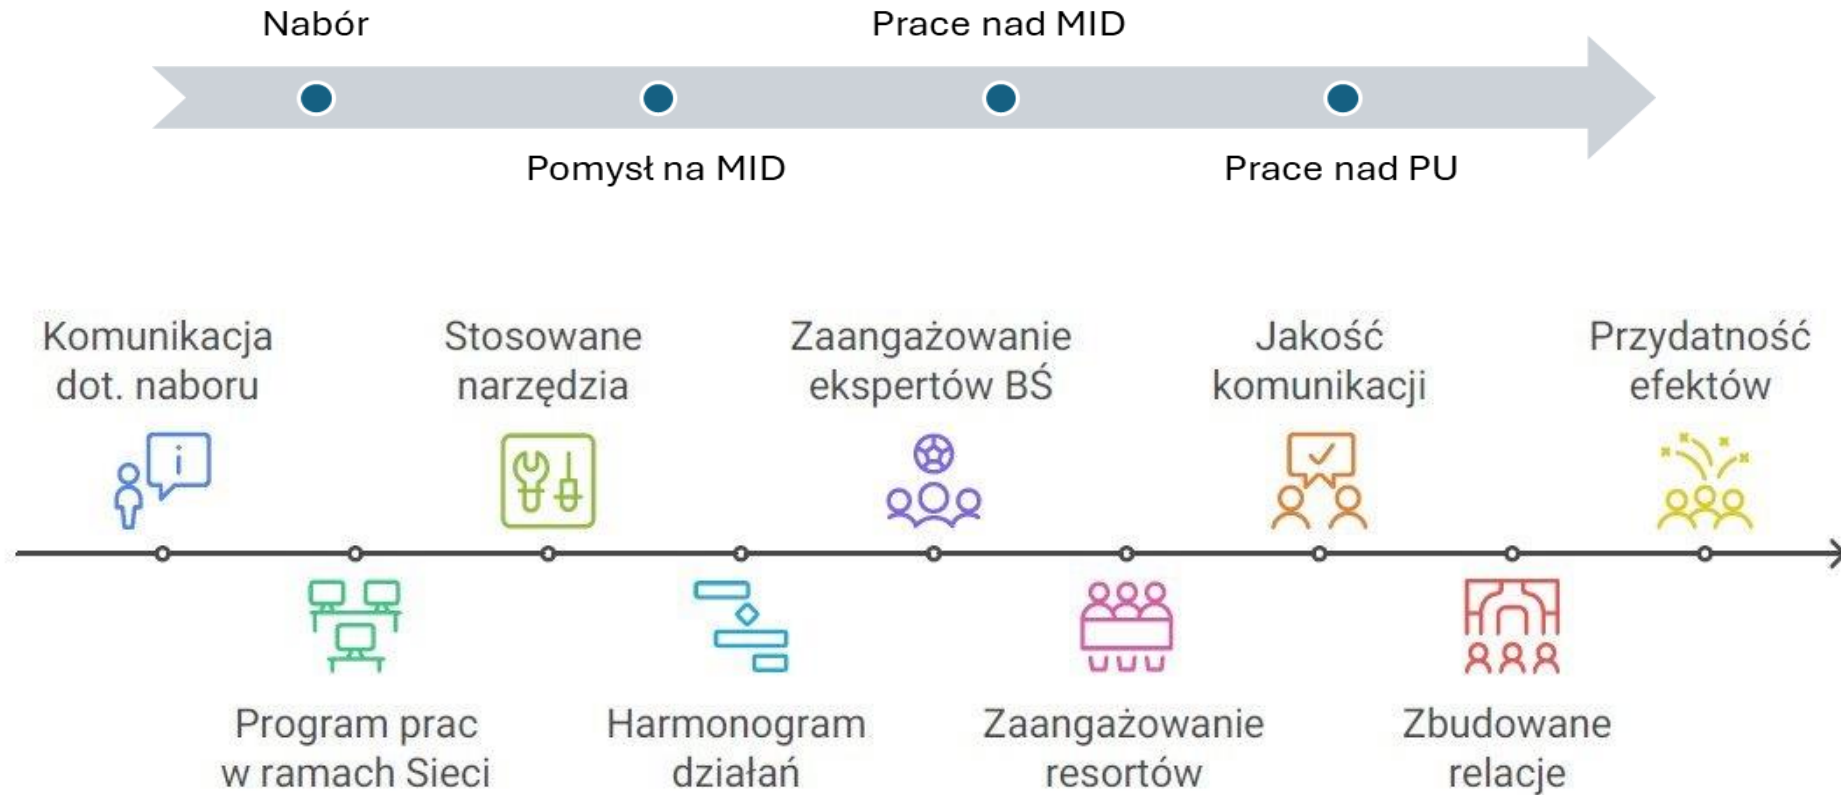 Nabór
Prace nad MID
Pomysł na MID
Prace nad PU
Komunikacja
dot. naboru
Stosowane
narzędzia
Zaangażowanie
ekspertów BŚ
Jakość
komunikacji
Przydatność
efektów
i
Program prac
w ramach Sieci
Harmonogram
działań
Zaangażowanie
resortów
Zbudowane
relacje